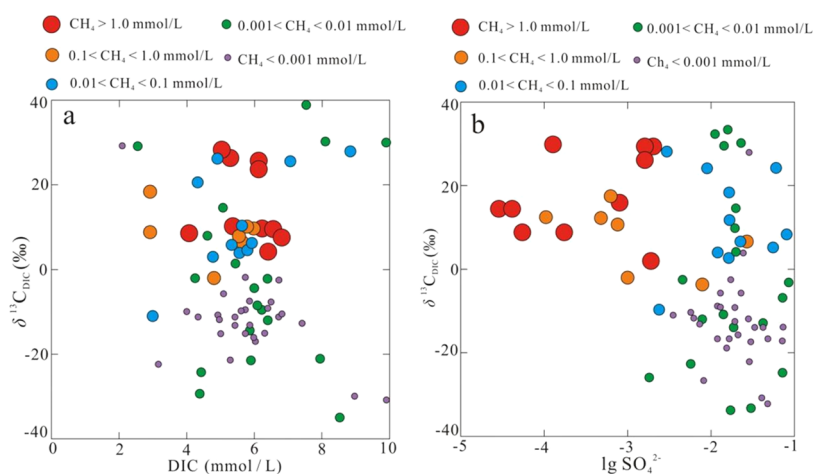 CH₄ > 1.0 mmol/L
0.001< CH₄ < 0.01 mmol/L
0.1< CH₄ < 1.0 mmol/L
CH₄ < 0.001 mmol/L
0.01< CH₄ < 0.1 mmol/L
CH₄ > 1.0 mmol/L
0.001< CH₄ < 0.01 mmol/L
0.1< CH₄ < 1.0 mmol/L
Ch₄ < 0.001 mmol/L
0.01< CH₄ < 0.1 mmol/L
a
40
20
0
-20
-40
δ ¹³C_DIC (‰)
0 2 4 6 8 10
DIC (mmol / L)
b
40
20
0
-20
-40
δ ¹³C_DIC (‰)
-5 -4 -3 -2 -1
lg SO₄²⁻